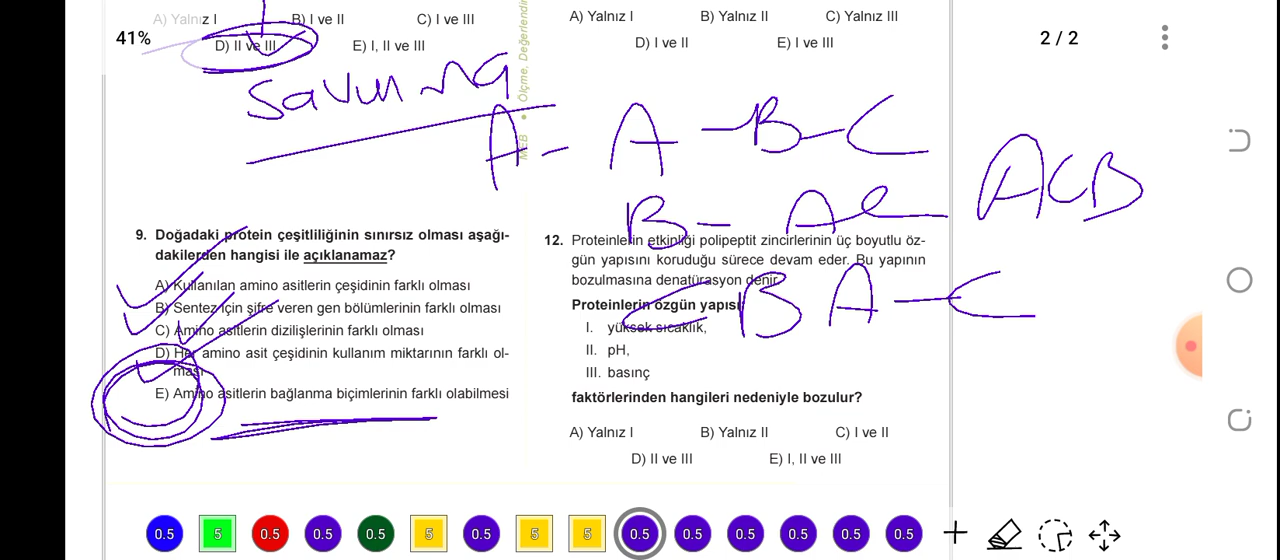 A) Yalnız I B) I ve II C) I ve III
41%
D) II ve III E) I, II ve III
savunma
9. Doğadaki protein çeşitliliğinin sınırsız olması aşağı-
dakilerden hangisi ile açıklanamaz?
A) Kullanılan amino asitlerin çeşidinin farklı olması
B) Sentez için şifre veren gen bölümlerinin farklı olması
C) Amino asitlerin dizilişlerinin farklı olması
D) Her amino asit çeşidinin kullanım miktarının farklı ol-
ması
E) Amino asitlerin bağlanma biçimlerinin farklı olabilmesi
MEB ● Ölçme, Değerlendir
A) Yalnız I B) Yalnız II C) Yalnız III
D) I ve II E) I ve III
2 / 2
A - A - B - C
ACB
B - A C
12. Proteinlerin etkinliği polipeptit zincirlerinin üç boyutlu öz-
gün yapısını koruduğu sürece devam eder. Bu yapının
bozulmasına denatürasyon denir.
C B A - C
Proteinlerin özgün yapısı
I. yüksek sıcaklık,
II. pH,
III. basınç
faktörlerinden hangileri nedeniyle bozulur?
A) Yalnız I B) Yalnız II C) I ve II
D) II ve III E) I, II ve III
0.5 5 0.5 0.5 0.5 5 0.5 5 5 0.5 0.5 0.5 0.5 0.5 0.5